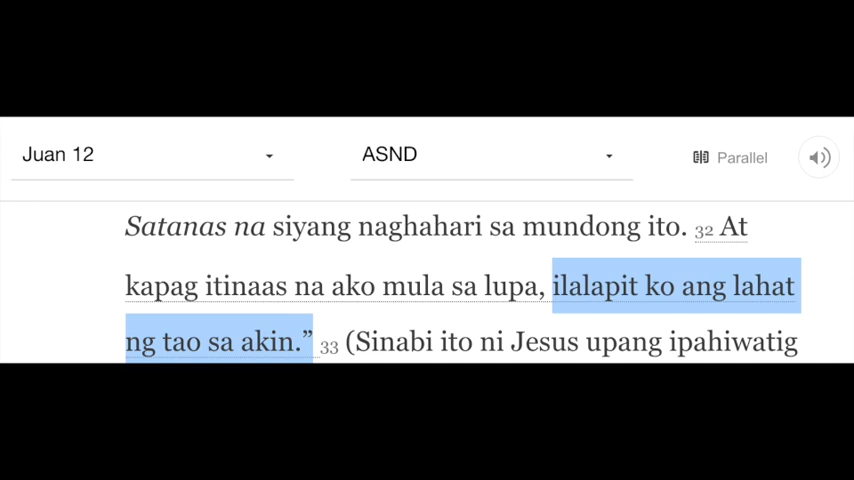 Juan 12 ASND Parallel
Satanas na siyang naghahari sa mundong ito. 32 At
kapag itinaas na ako mula sa lupa, ilalapit ko ang lahat
ng tao sa akin.” 33 (Sinabi ito ni Jesus upang ipahiwatig